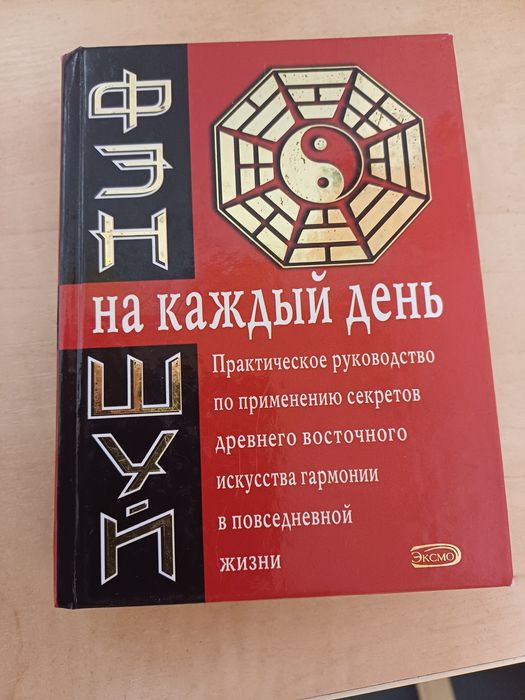 ФЭН
ШУЙ
на каждый день
Практическое руководство
по применению секретов
древнего восточного
искусства гармонии
в повседневной
жизни
ЭКСМО